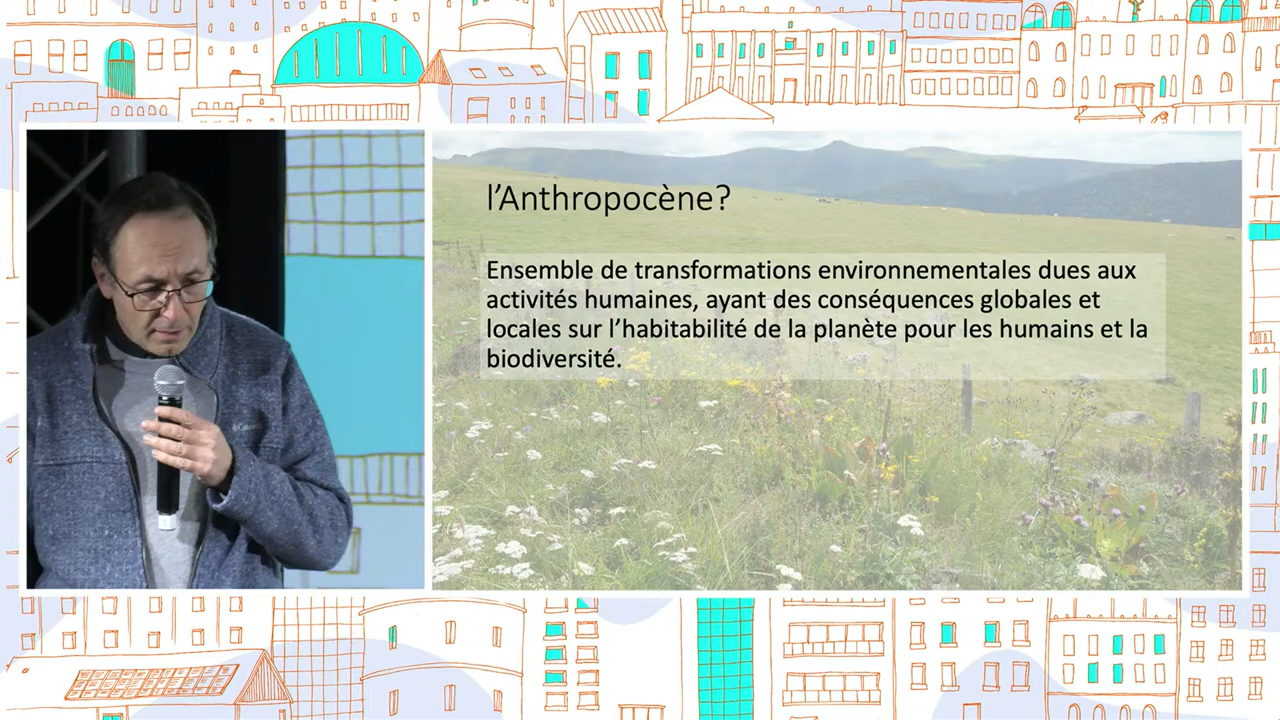 l'Anthropocène?
Ensemble de transformations environnementales dues aux
activités humaines, ayant des conséquences globales et
locales sur l'habitabilité de la planète pour les humains et la
biodiversité.